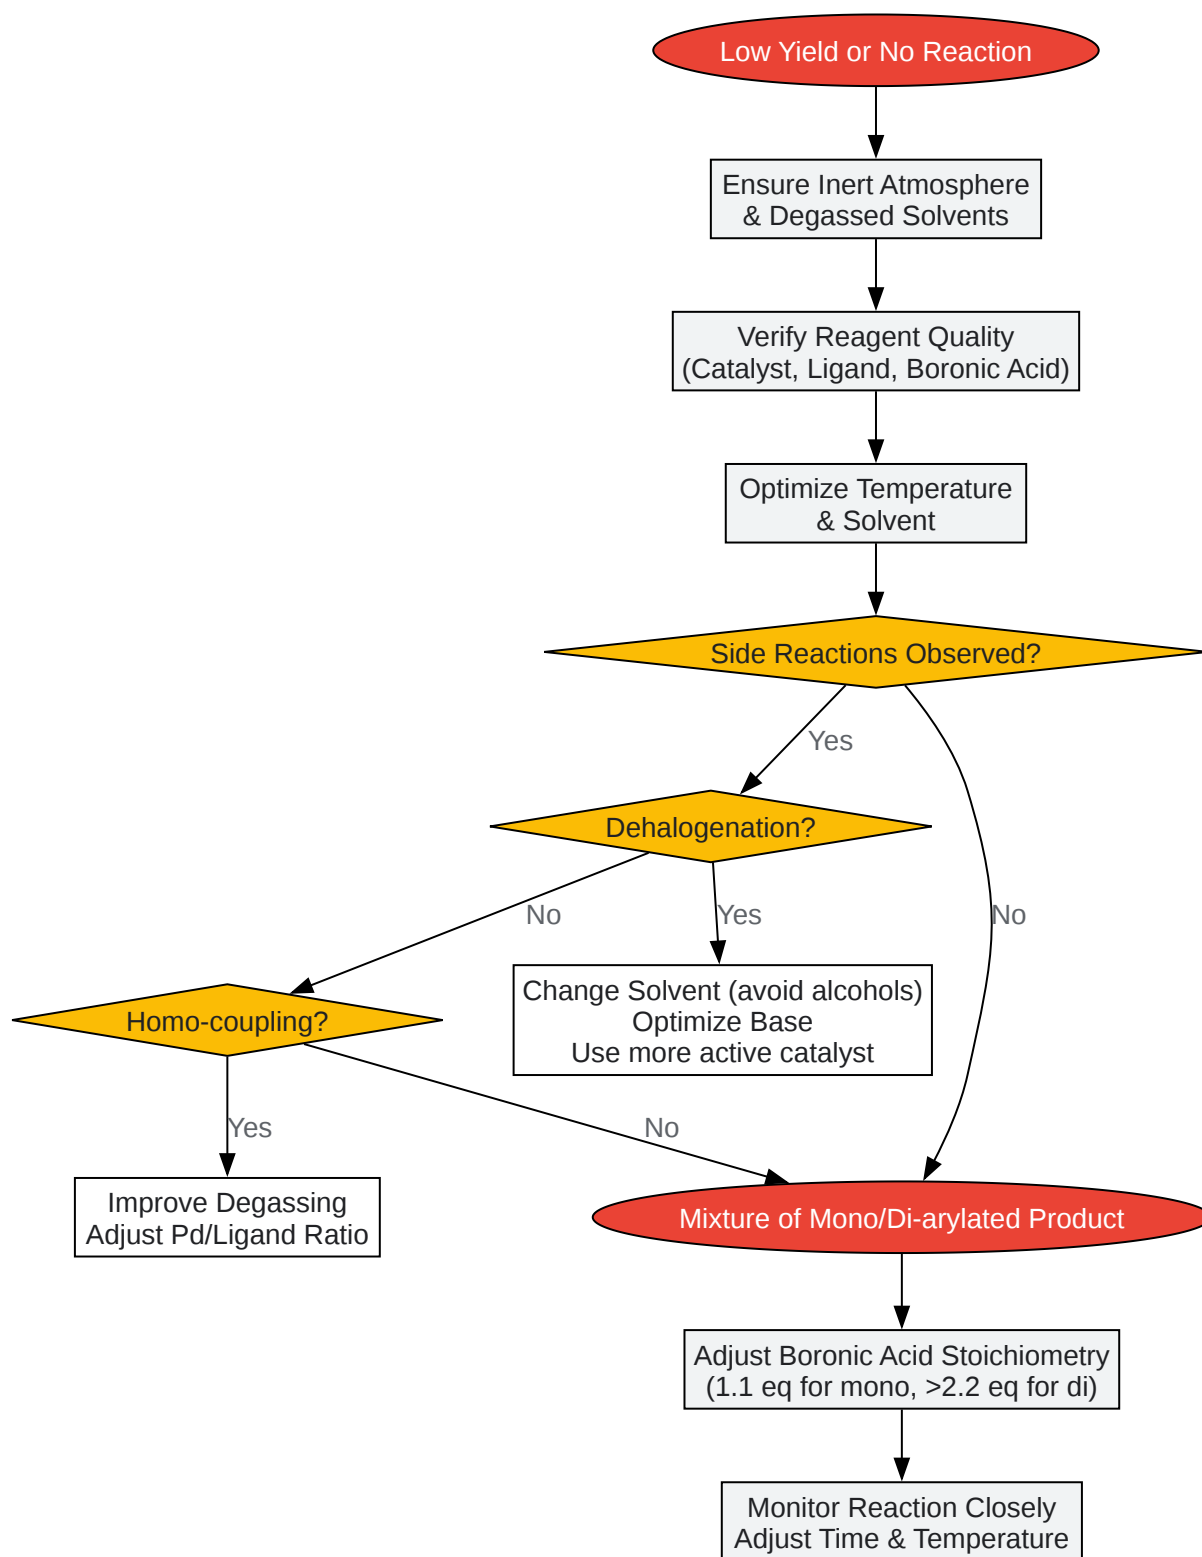 Low Yield or No Reaction
Ensure Inert Atmosphere
& Degassed Solvents
Verify Reagent Quality
(Catalyst, Ligand, Boronic Acid)
Optimize Temperature
& Solvent
Side Reactions Observed?
Yes
Dehalogenation?
No
Yes
No
Change Solvent (avoid alcohols)
Optimize Base
Use more active catalyst
Homo-coupling?
Yes
No
Improve Degassing
Adjust Pd/Ligand Ratio
Mixture of Mono/Di-arylated Product
Adjust Boronic Acid Stoichiometry
(1.1 eq for mono, >2.2 eq for di)
Monitor Reaction Closely
Adjust Time & Temperature